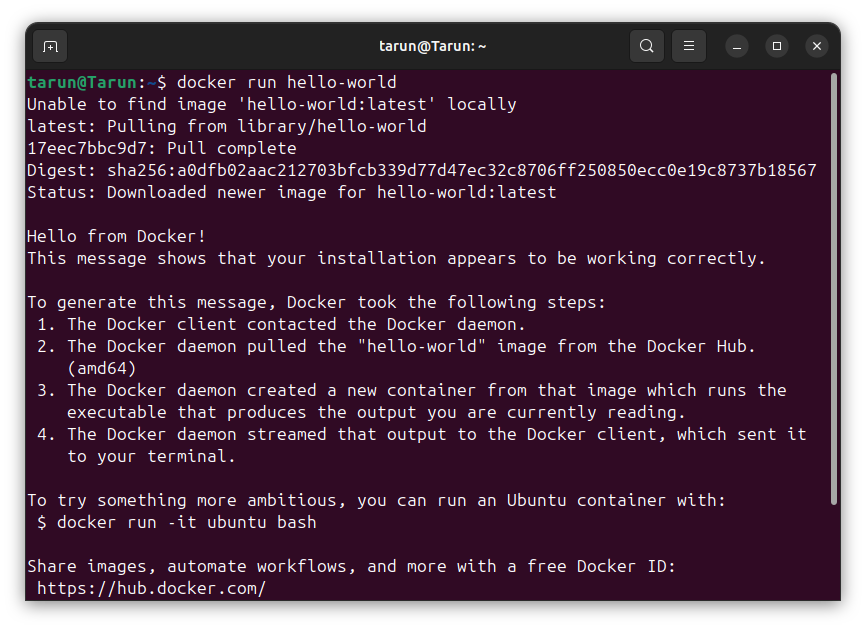 tarun@Tarun: ~
tarun@Tarun:~$ docker run hello-world
Unable to find image 'hello-world:latest' locally
latest: Pulling from library/hello-world
17eec7bbc9d7: Pull complete
Digest: sha256:a0dfb02aac212703bfcb339d77d47ec32c8706ff250850ecc0e19c8737b18567
Status: Downloaded newer image for hello-world:latest

Hello from Docker!
This message shows that your installation appears to be working correctly.

To generate this message, Docker took the following steps:
 1. The Docker client contacted the Docker daemon.
 2. The Docker daemon pulled the "hello-world" image from the Docker Hub.
    (amd64)
 3. The Docker daemon created a new container from that image which runs the
    executable that produces the output you are currently reading.
 4. The Docker daemon streamed that output to the Docker client, which sent it
    to your terminal.

To try something more ambitious, you can run an Ubuntu container with:
 $ docker run -it ubuntu bash

Share images, automate workflows, and more with a free Docker ID:
 https://hub.docker.com/